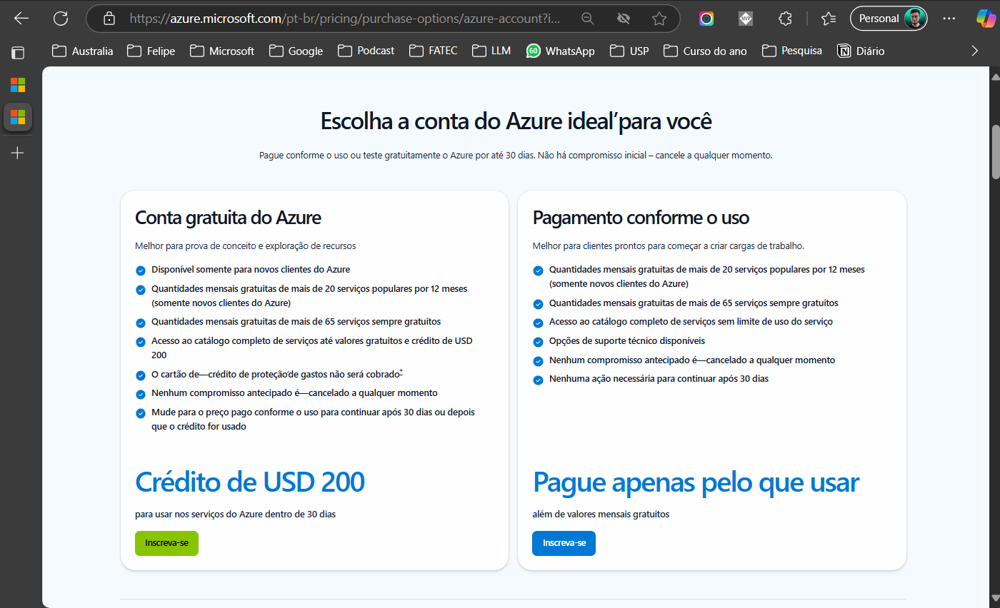 https://azure.microsoft.com/pt-br/pricing/purchase-options/azure-account?i...
MVP
Personal
Australia
Felipe
Microsoft
Google
Podcast
FATEC
LLM
60
WhatsApp
USP
Curso do ano
Pesquisa
Diário
Escolha a conta do Azure ideal’para você
Pague conforme o uso ou teste gratuitamente o Azure por até 30 dias. Não há compromisso inicial – cancele a qualquer momento.
Conta gratuita do Azure
Melhor para prova de conceito e exploração de recursos
Disponível somente para novos clientes do Azure
Quantidades mensais gratuitas de mais de 20 serviços populares por 12 meses
(somente novos clientes do Azure)
Quantidades mensais gratuitas de mais de 65 serviços sempre gratuitos
Acesso ao catálogo completo de serviços até valores gratuitos e crédito de USD
200
O cartão de—crédito de proteção’de gastos não será cobrado*
Nenhum compromisso antecipado é—cancelado a qualquer momento
Mude para o preço pago conforme o uso para continuar após 30 dias ou depois
que o crédito for usado
Crédito de USD 200
para usar nos serviços do Azure dentro de 30 dias
Inscreva-se
Pagamento conforme o uso
Melhor para clientes prontos para começar a criar cargas de trabalho.
Quantidades mensais gratuitas de mais de 20 serviços populares por 12 meses
(somente novos clientes do Azure)
Quantidades mensais gratuitas de mais de 65 serviços sempre gratuitos
Acesso ao catálogo completo de serviços sem limite de uso do serviço
Opções de suporte técnico disponíveis
Nenhum compromisso antecipado é—cancelado a qualquer momento
Nenhuma ação necessária para continuar após 30 dias
Pague apenas pelo que usar
além de valores mensais gratuitos
Inscreva-se